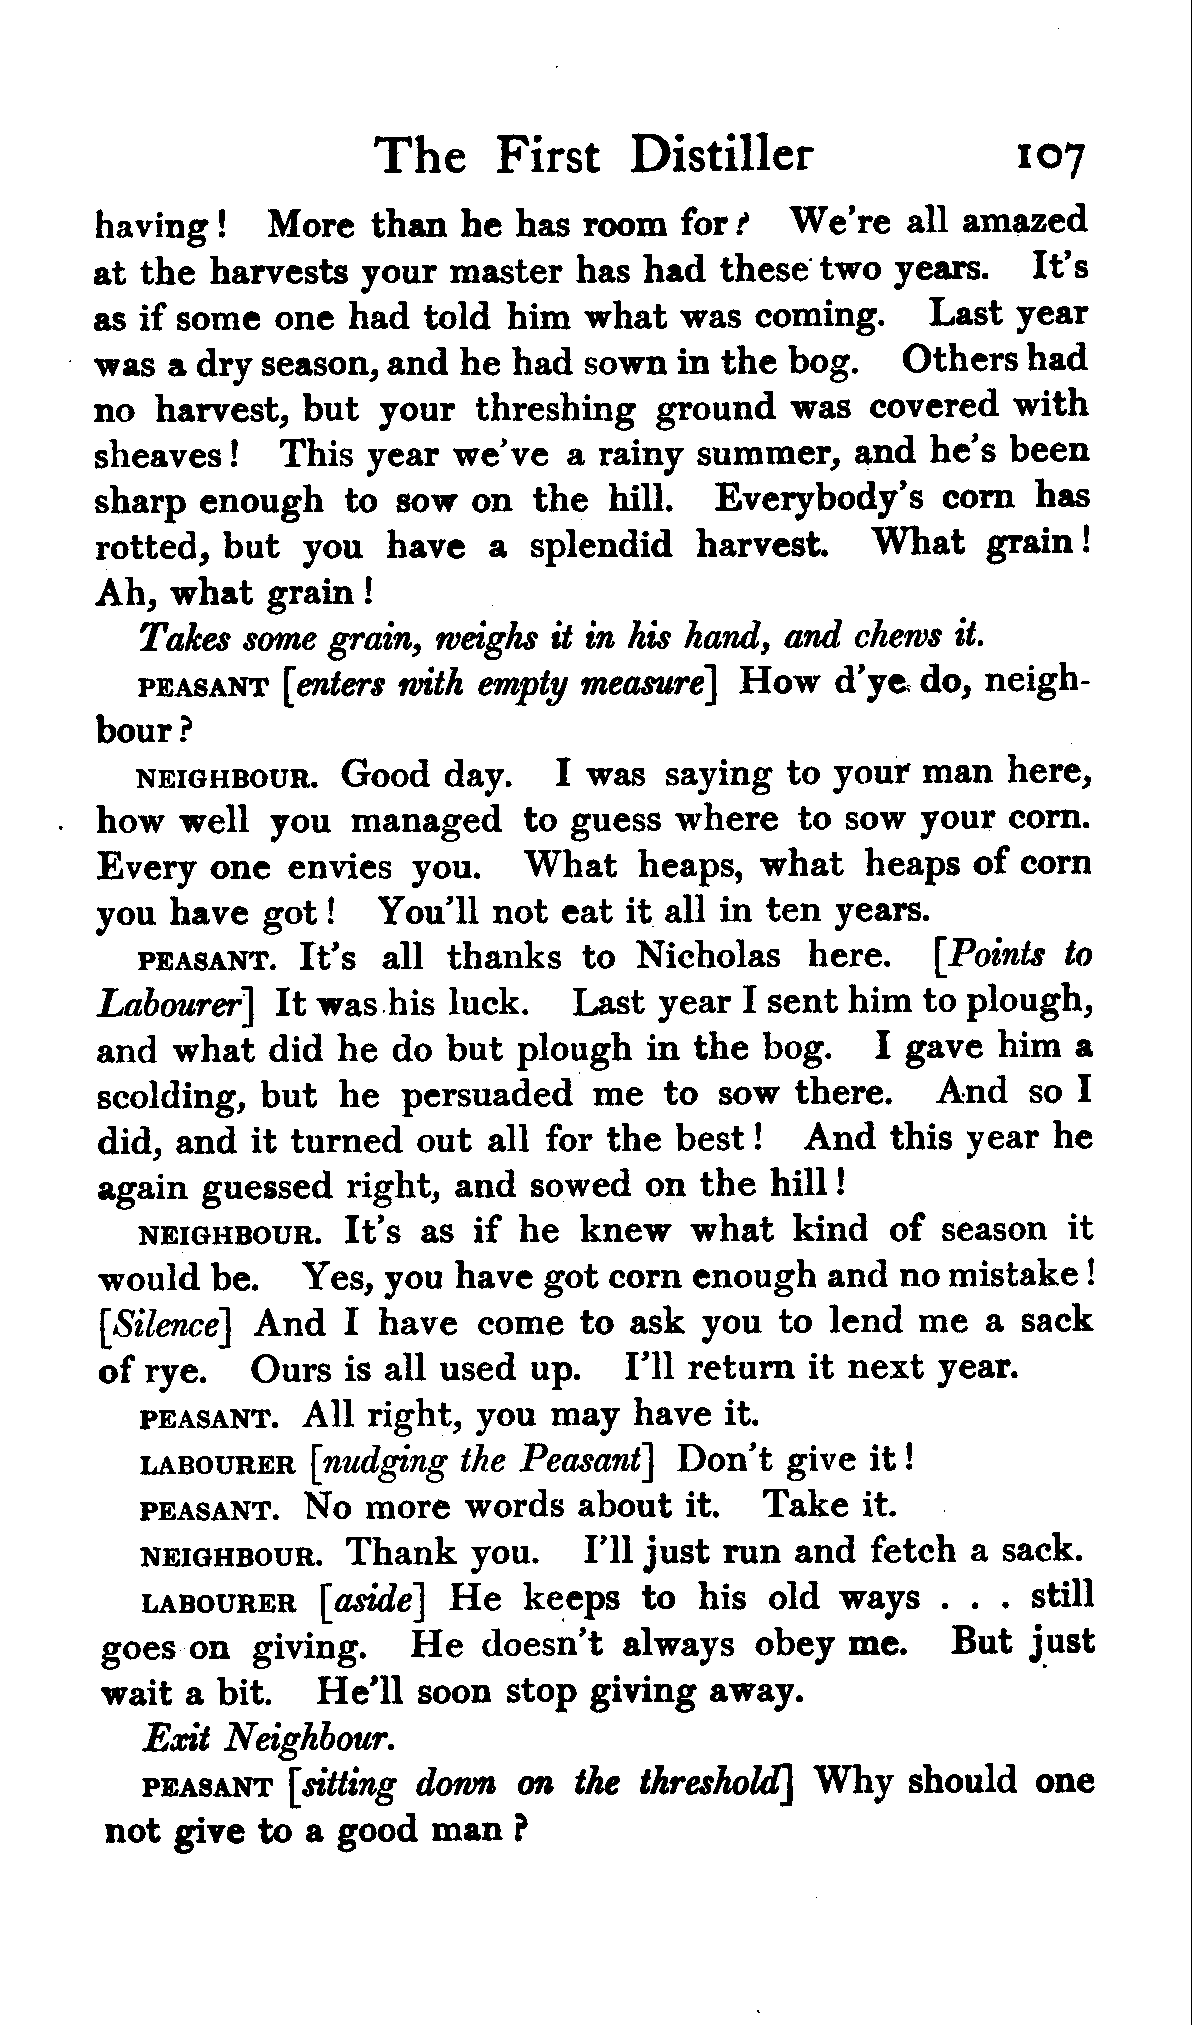 The First Distiller 107
having! More than he has room for? We're all amazed
at the harvests your master has had these two years. It's
as if some one had told him what was coming. Last year
was a dry season, and he had sown in the bog. Others had
no harvest, but your threshing ground was covered with
sheaves! This year we've a rainy summer, and he's been
sharp enough to sow on the hill. Everybody's corn has
rotted, but you have a splendid harvest. What grain!
Ah, what grain!
Takes some grain, weighs it in his hand, and chews it.
PEASANT [enters with empty measure] How d'ye do, neigh-
bour?
NEIGHBOUR. Good day. I was saying to your man here,
how well you managed to guess where to sow your corn.
Every one envies you. What heaps, what heaps of corn
you have got! You'll not eat it all in ten years.
PEASANT. It's all thanks to Nicholas here. [Points to
Labourer] It was his luck. Last year I sent him to plough,
and what did he do but plough in the bog. I gave him a
scolding, but he persuaded me to sow there. And so I
did, and it turned out all for the best! And this year he
again guessed right, and sowed on the hill!
NEIGHBOUR. It's as if he knew what kind of season it
would be. Yes, you have got corn enough and no mistake!
[Silence] And I have come to ask you to lend me a sack
of rye. Ours is all used up. I'll return it next year.
PEASANT. All right, you may have it.
LABOURER [nudging the Peasant] Don't give it!
PEASANT. No more words about it. Take it.
NEIGHBOUR. Thank you. I'll just run and fetch a sack.
LABOURER [aside] He keeps to his old ways . . . still
goes on giving. He doesn't always obey me. But just
wait a bit. He'll soon stop giving away.
Exit Neighbour.
PEASANT [sitting down on the threshold] Why should one
not give to a good man?